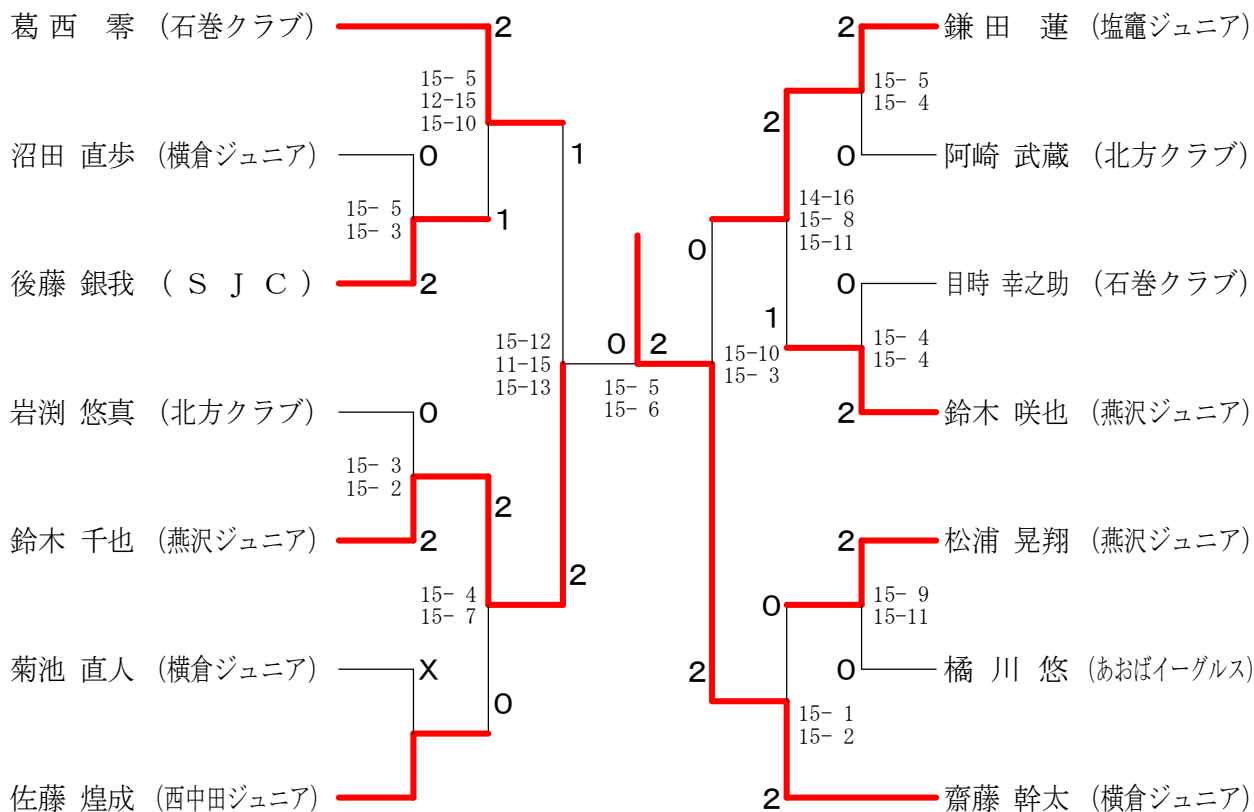 葛西 零 (石巻クラブ) 2
15- 5
12-15
15-10
沼田 直歩 (横倉ジュニア) 0
1
15- 5
15- 3
1
後藤 銀我 (SJC) 2
15-12
11-15
15-13
岩渕 悠真 (北方クラブ) 0
15- 3
15- 2
2
鈴木 千也 (燕沢ジュニア) 2
2
15- 4
15- 7
菊池 直人 (横倉ジュニア) X
0
佐藤 煌成 (西中田ジュニア)
0 2
15- 5
15- 6
2 鎌田 蓮 (塩竈ジュニア)
15- 5
15- 4
2
0 阿崎 武蔵 (北方クラブ)
14-16
15- 8
15-11
0
0 目時 幸之助 (石巻クラブ)
1
15- 4
15- 4
15-10
15- 3
2 鈴木 咲也 (燕沢ジュニア)
2 松浦 晃翔 (燕沢ジュニア)
15- 9
15-11
0
0 橘川 悠 (あおばイーグルス)
2
15- 1
15- 2
2 齋藤 幹太 (横倉ジュニア)